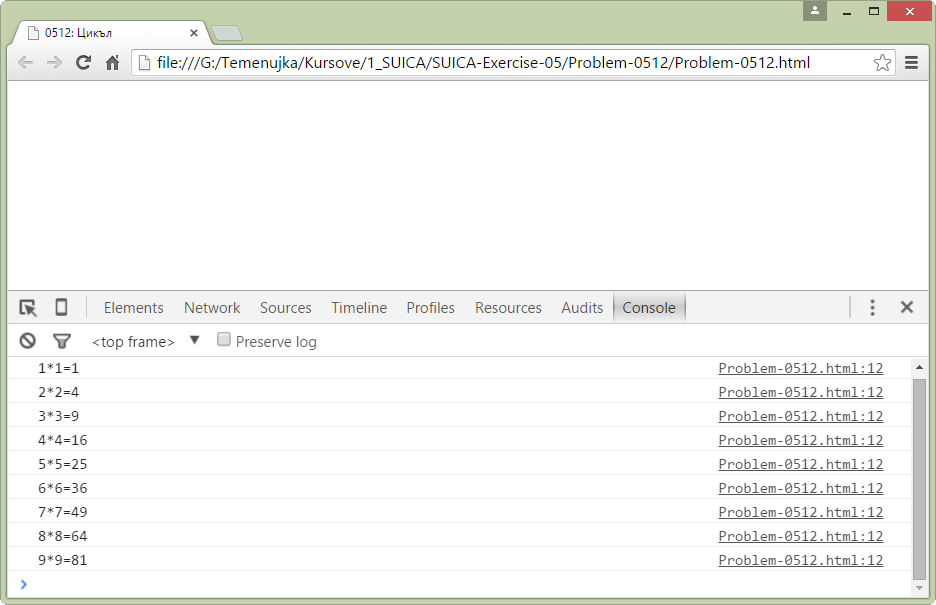 0512: Цикъл
file:///G:/Temenujka/Kursove/1_SUICA/SUICA-Exercise-05/Problem-0512/Problem-0512.html
Elements Network Sources Timeline Profiles Resources Audits Console
<top frame> Preserve log
1*1=1 Problem-0512.html:12
2*2=4 Problem-0512.html:12
3*3=9 Problem-0512.html:12
4*4=16 Problem-0512.html:12
5*5=25 Problem-0512.html:12
6*6=36 Problem-0512.html:12
7*7=49 Problem-0512.html:12
8*8=64 Problem-0512.html:12
9*9=81 Problem-0512.html:12